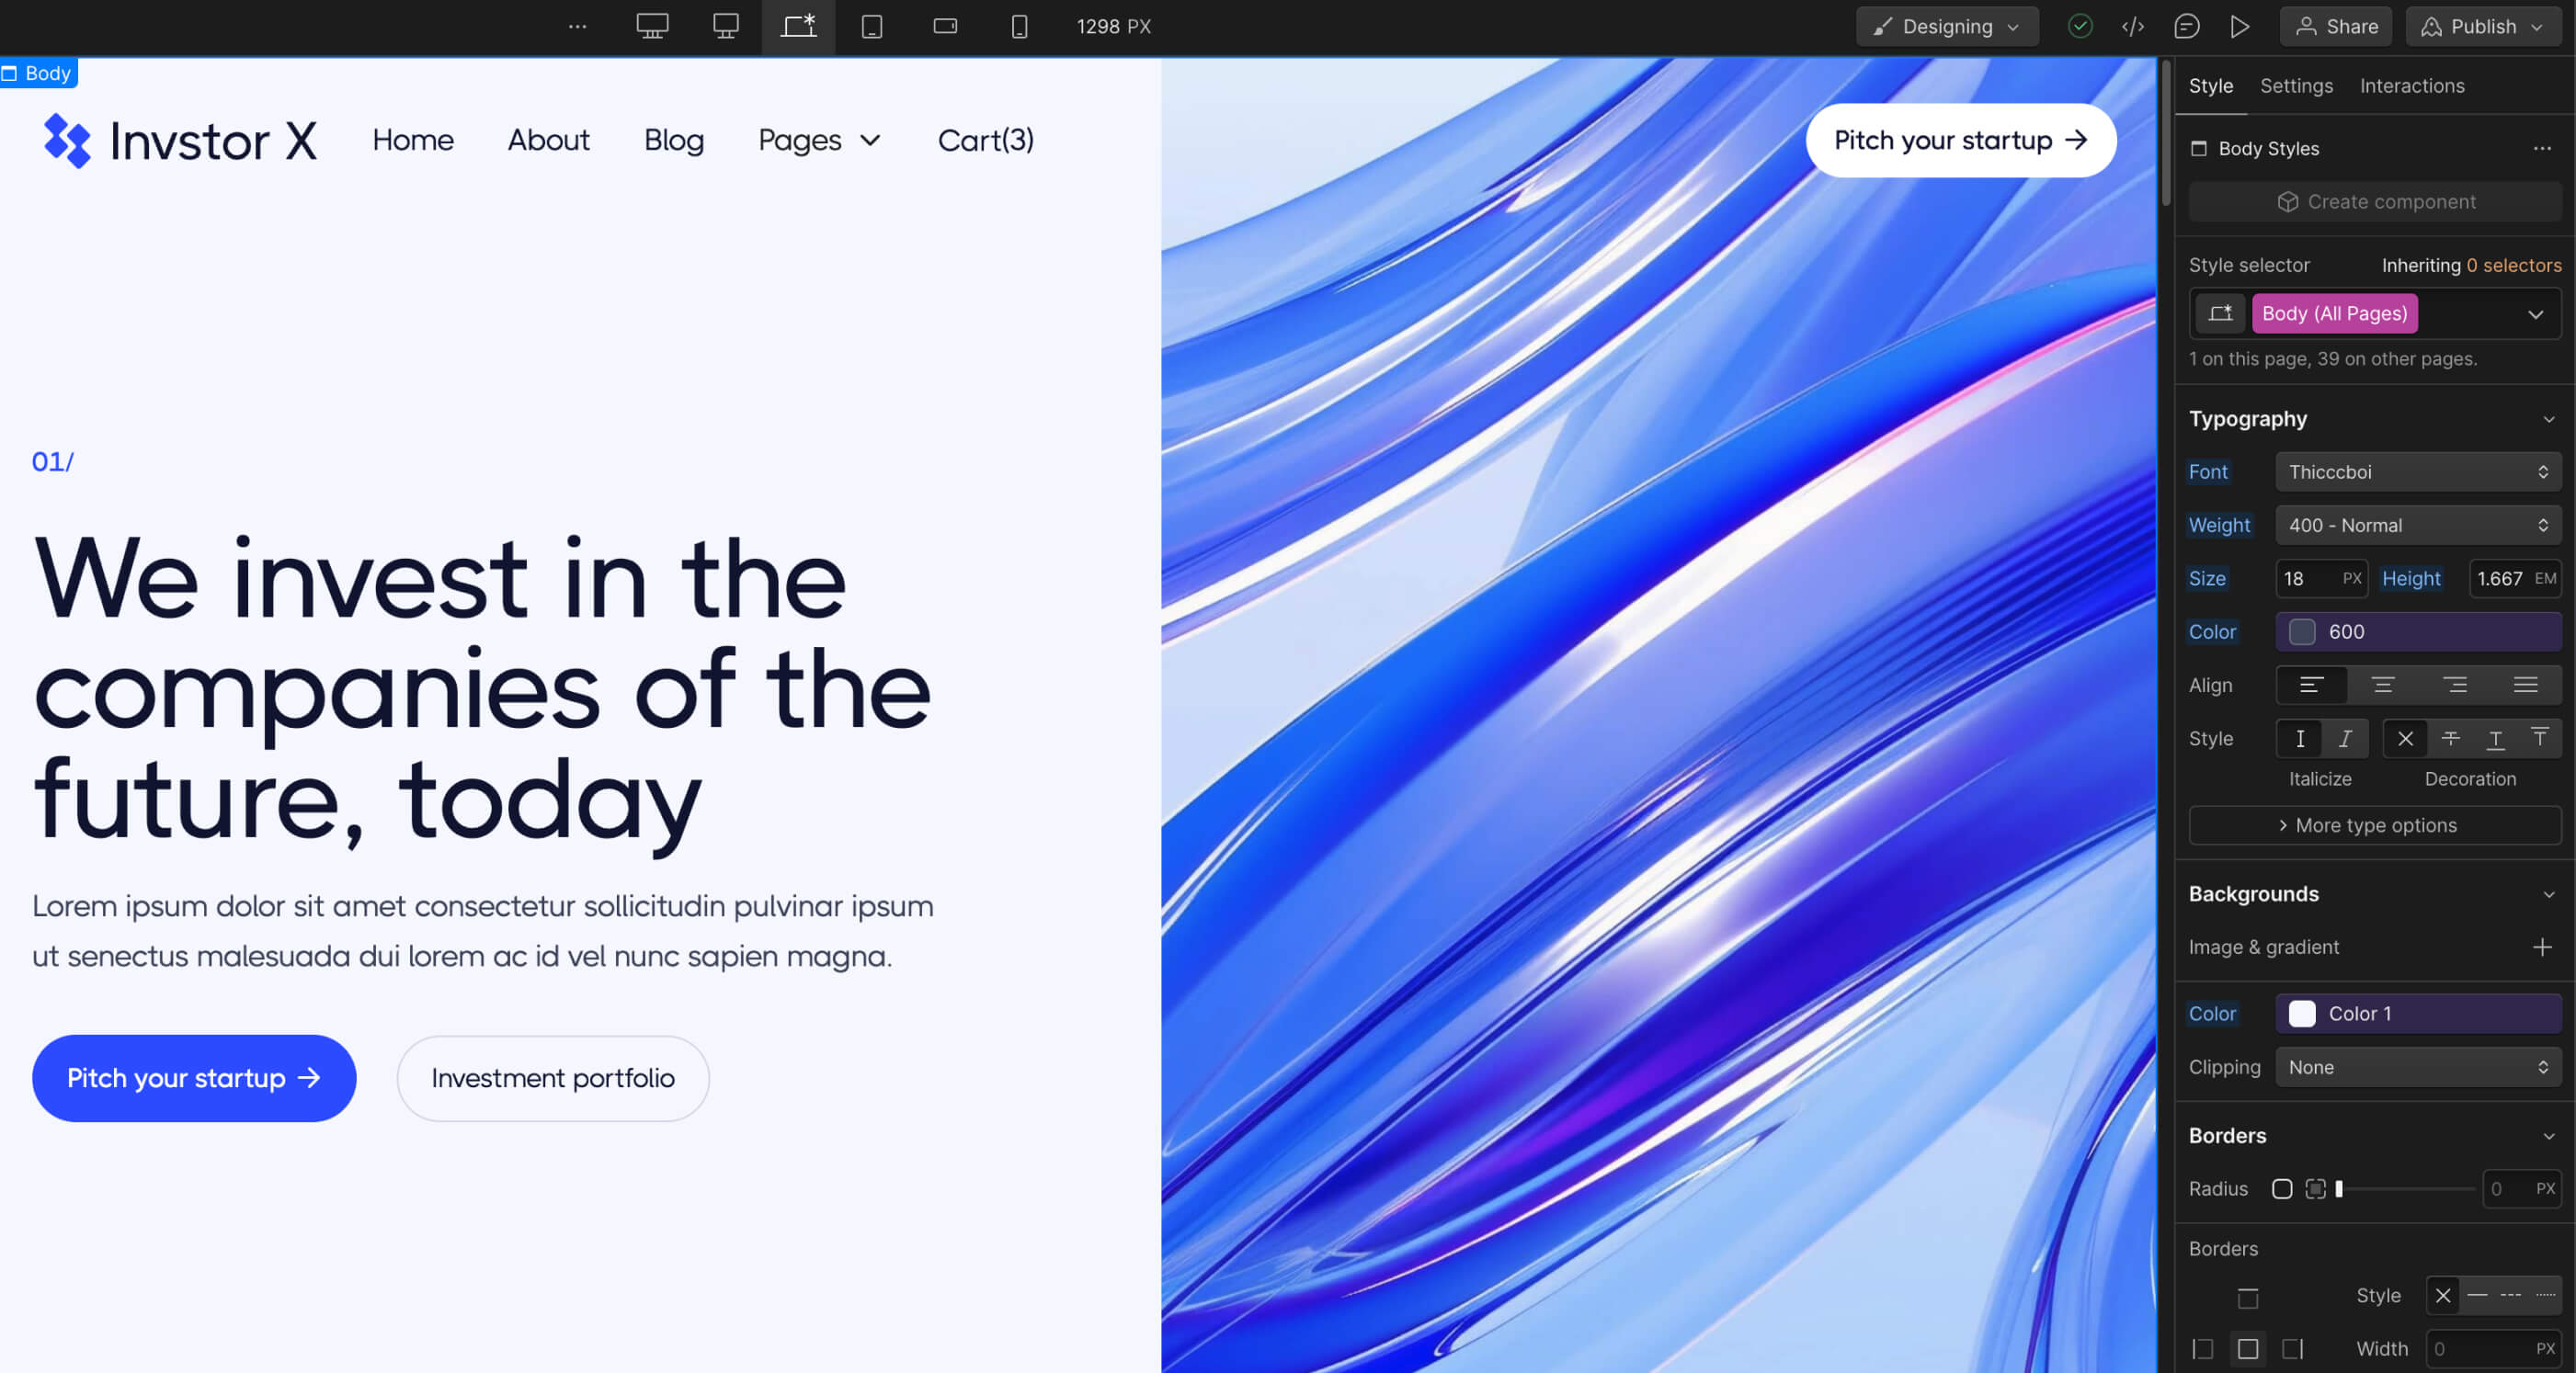 1298 PX
Designing
Share
Publish
Body
Invstor X
Home
About
Blog
Pages
Cart(3)
Pitch your startup →
01/
We invest in the
companies of the
future, today
Lorem ipsum dolor sit amet consectetur sollicitudin pulvinar ipsum
ut senectus malesuada dui lorem ac id vel nunc sapien magna.
Pitch your startup →
Investment portfolio
Style
Settings
Interactions
Body Styles
Create component
Style selector
Inheriting 0 selectors
Body (All Pages)
1 on this page, 39 on other pages.
Typography
Font
Thicccboi
Weight
400 - Normal
Size
18 PX
Height
1.667 EM
Color
600
Align
Style
Italicize
Decoration
More type options
Backgrounds
Image & gradient
Color
Color 1
Clipping
None
Borders
Radius
0 PX
Borders
Style
Width
0 PX